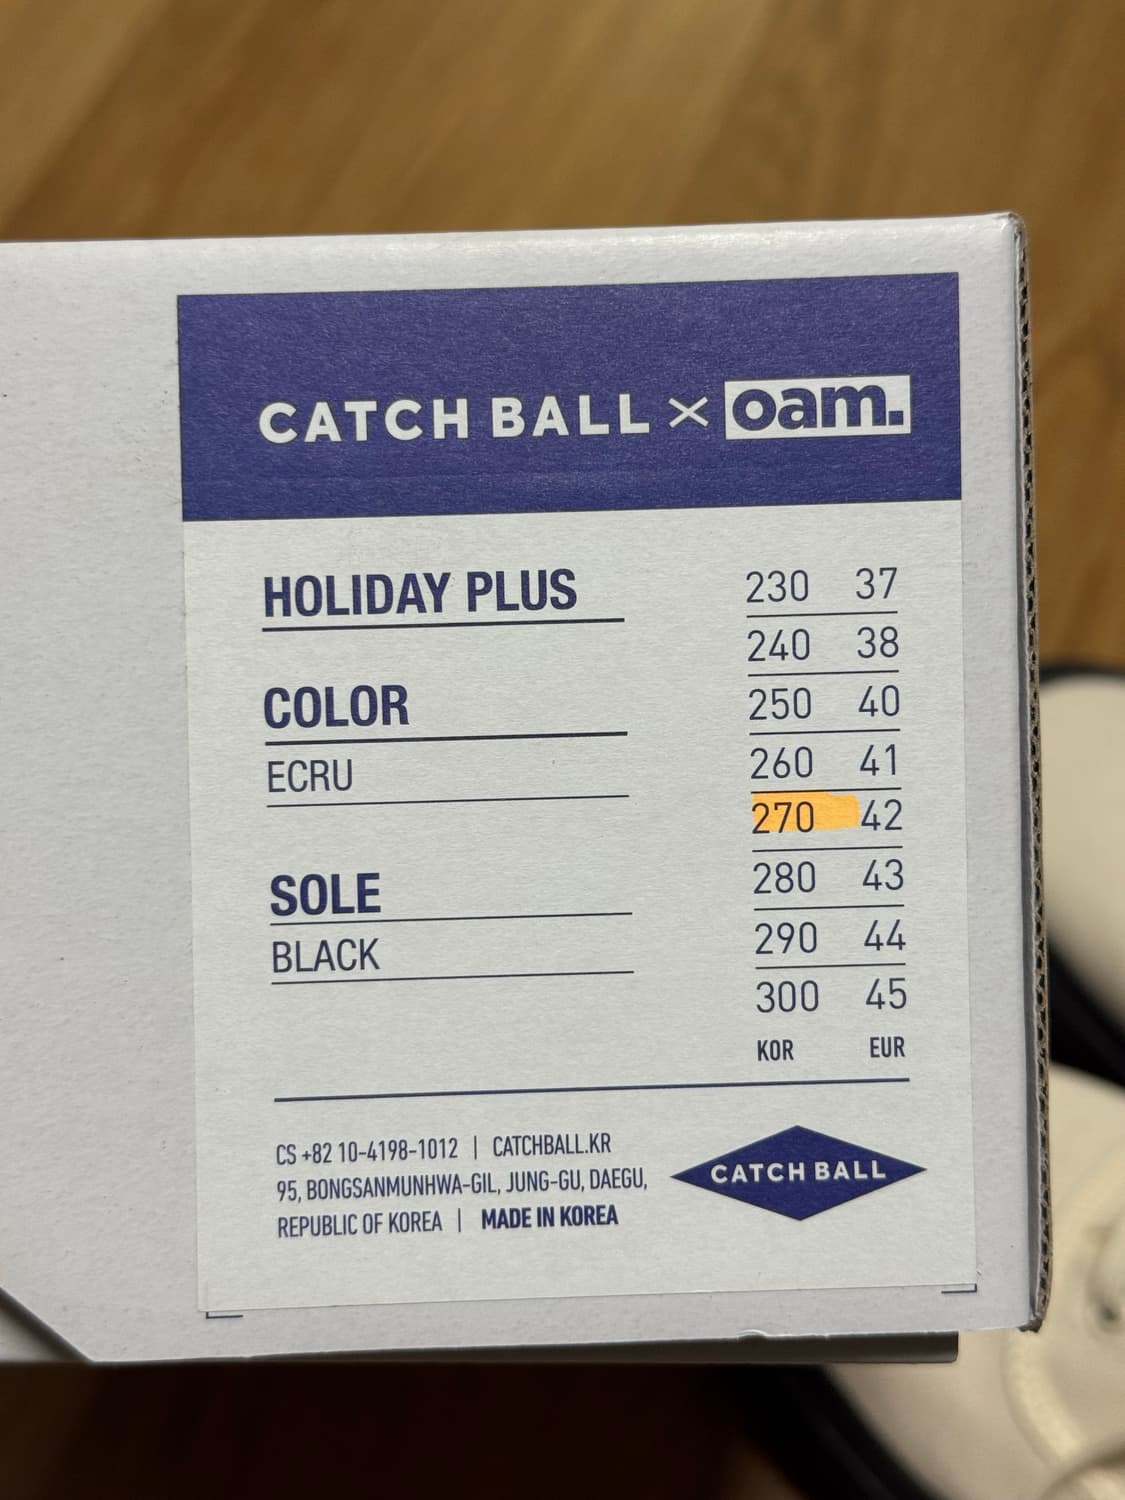 CATCH BALL × oam.
HOLIDAY PLUS
COLOR
ECRU
SOLE
BLACK
230 37
240 38
250 40
260 41
270 42
280 43
290 44
300 45
KOR EUR
CS +82 10-4198-1012 | CATCHBALL.KR
95, BONGSANMUNHWA-GIL, JUNG-GU, DAEGU,
REPUBLIC OF KOREA | MADE IN KOREA
CATCH BALL